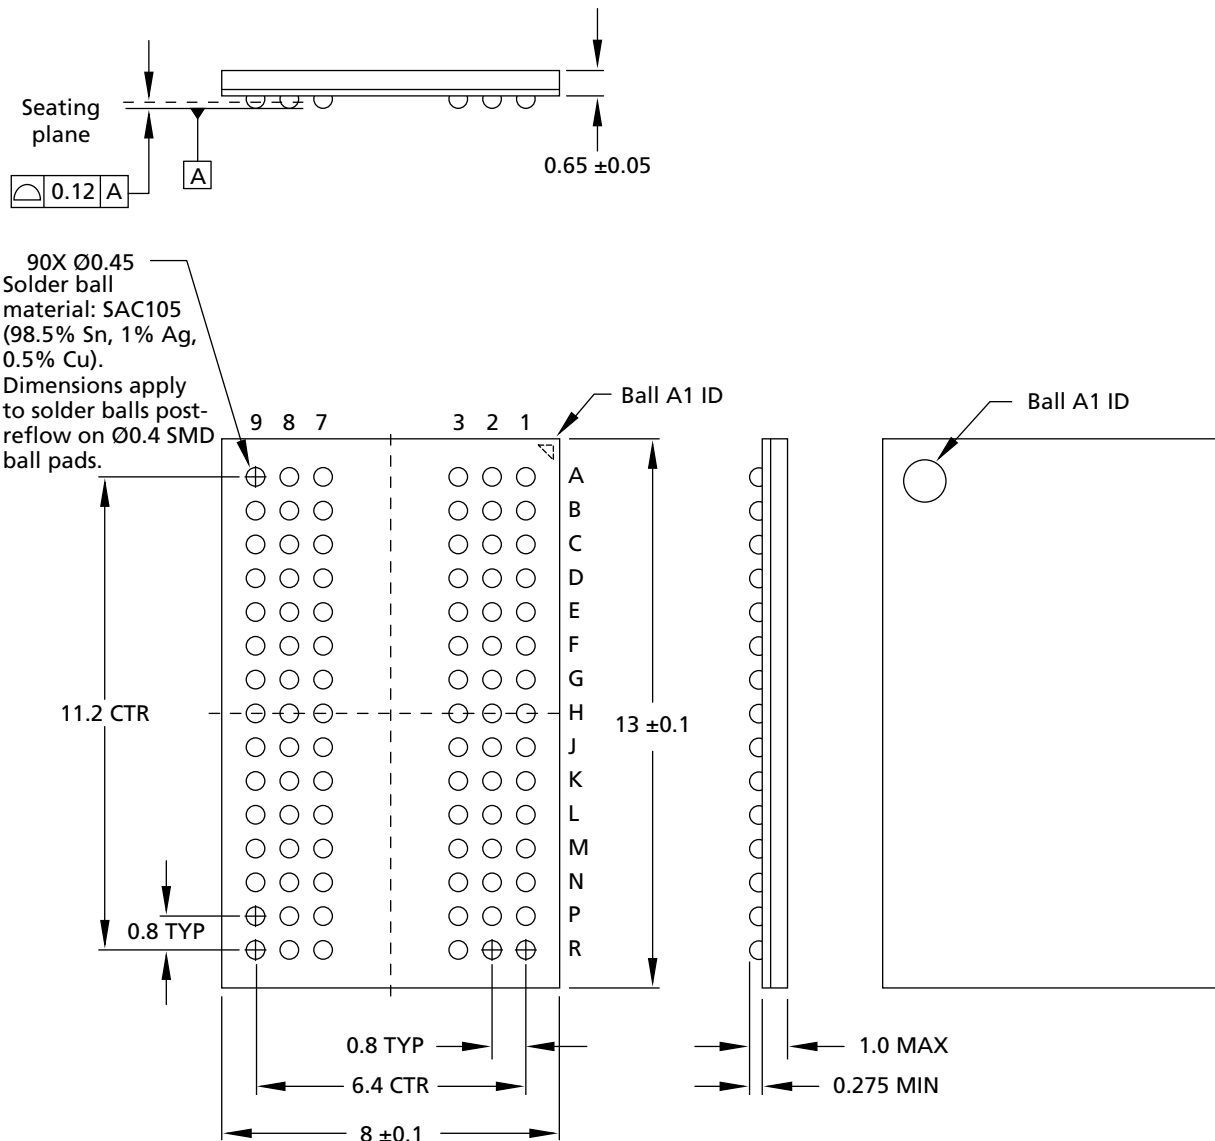 Seating
plane
A
0.12 A
0.65 ±0.05
90X Ø0.45
Solder ball
material: SAC105
(98.5% Sn, 1% Ag,
0.5% Cu).
Dimensions apply
to solder balls post-
reflow on Ø0.4 SMD
ball pads.
Ball A1 ID
Ball A1 ID
9 8 7 3 2 1
A
B
C
D
E
F
G
H
J
K
L
M
N
P
R
11.2 CTR
13 ±0.1
0.8 TYP
0.8 TYP
1.0 MAX
6.4 CTR
0.275 MIN
8 ±0.1